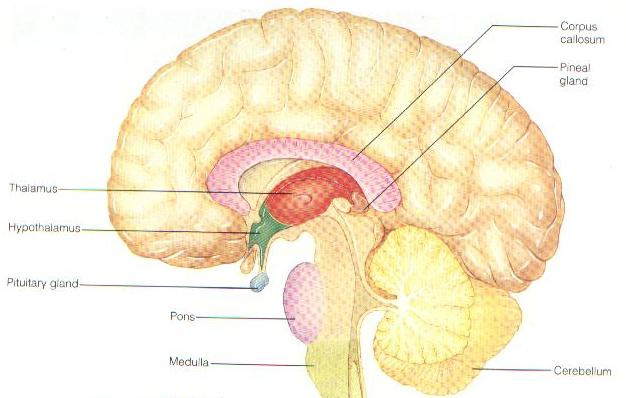 Corpus
callosum
Pineal
gland
Thalamus
Hypothalamus
Pituitary gland
Pons
Medulla
Cerebellum